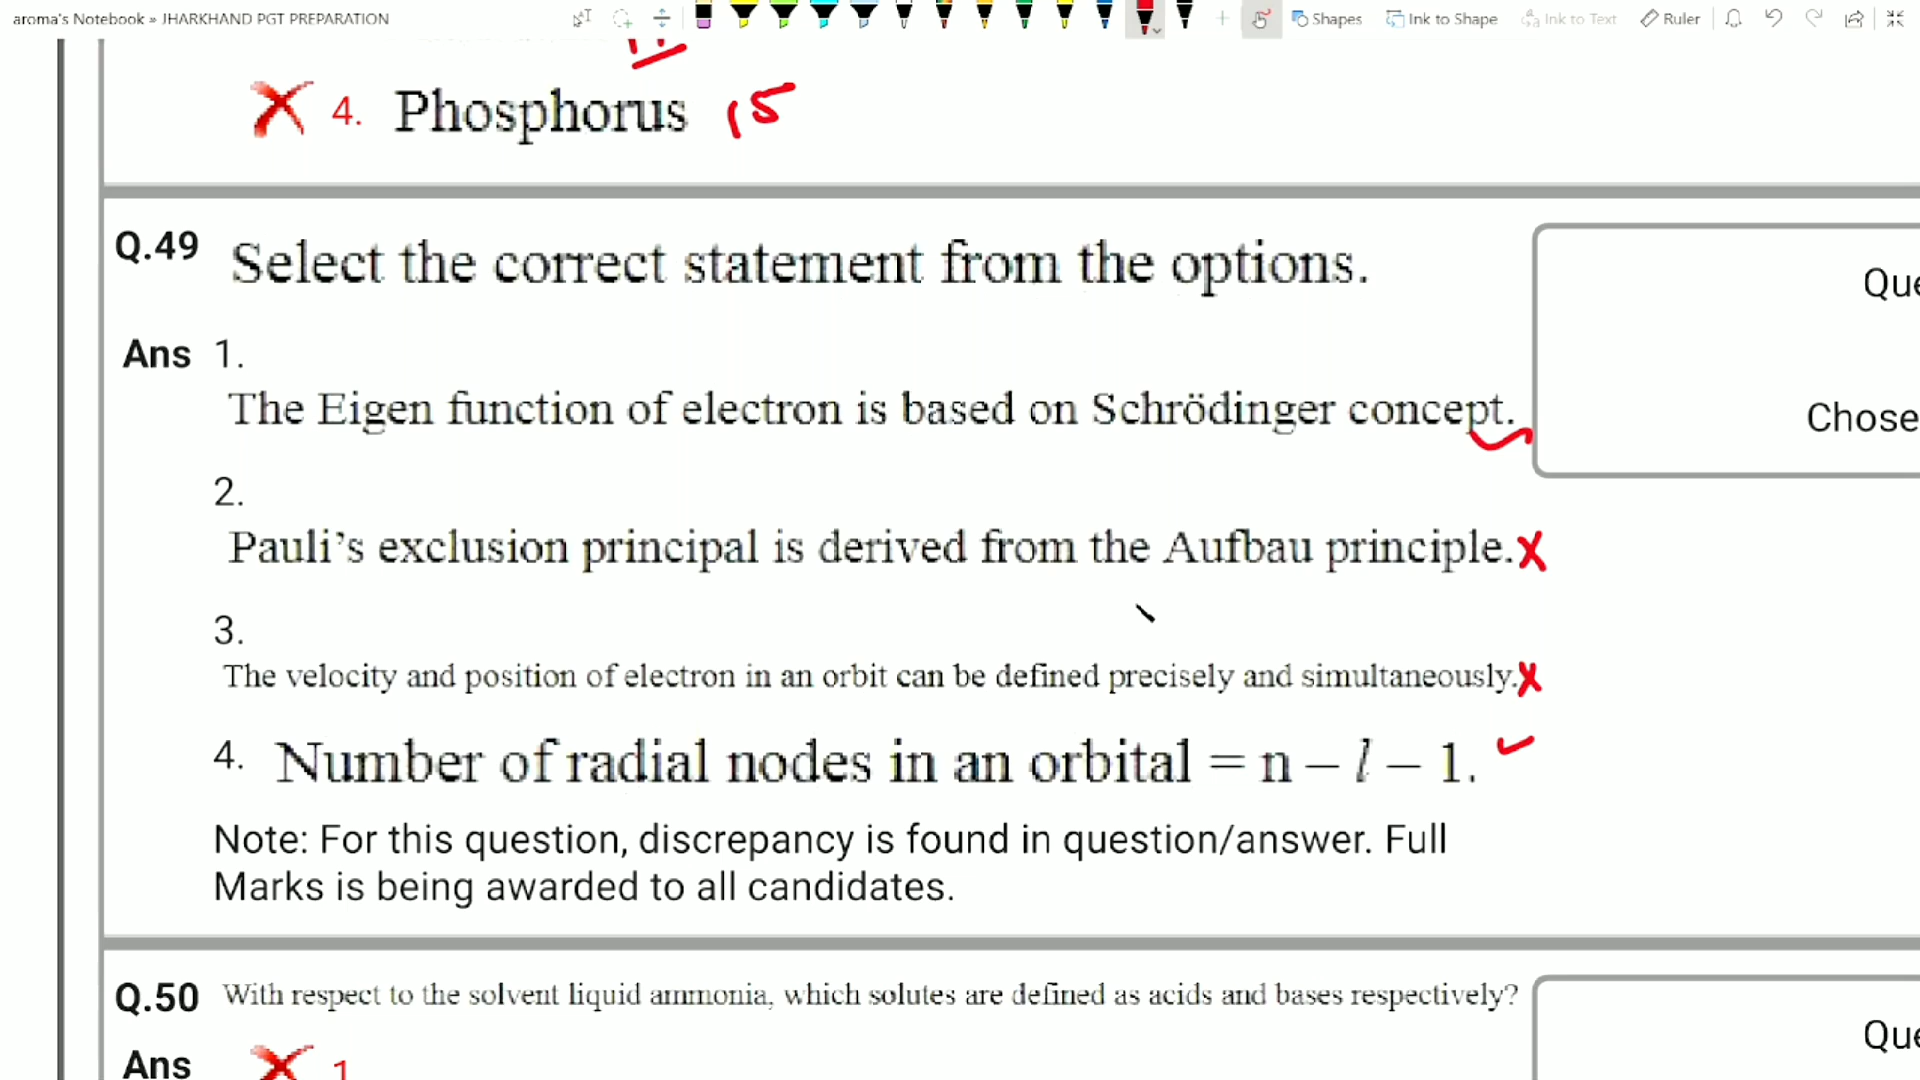 aroma's Notebook » JHARKHAND PGT PREPARATION
Shapes Ink to Shape Ink to Text Ruler
4. Phosphorus 15
Q.49 Select the correct statement from the options.
Que
Ans 1.
The Eigen function of electron is based on Schrödinger concept.
Chose
2.
Pauli’s exclusion principal is derived from the Aufbau principle.
3.
The velocity and position of electron in an orbit can be defined precisely and simultaneously.
4. Number of radial nodes in an orbital = n – l – 1.
Note: For this question, discrepancy is found in question/answer. Full
Marks is being awarded to all candidates.
Q.50 With respect to the solvent liquid ammonia, which solutes are defined as acids and bases respectively?
Que
Ans 1